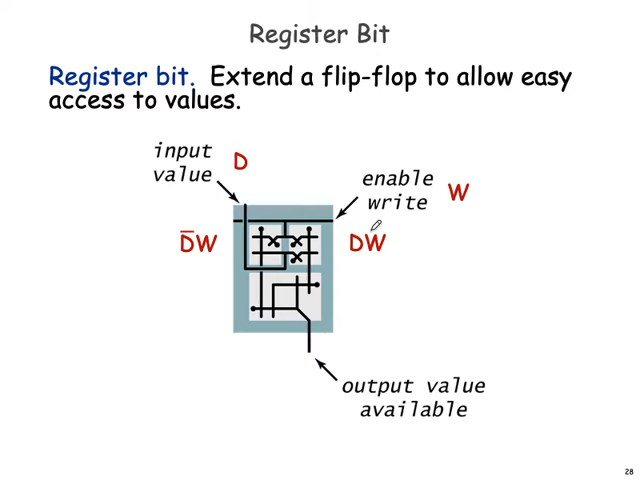 Register Bit
Register bit. Extend a flip-flop to allow easy
access to values.
input
value
D
enable
write
W
D̅W
DW
output value
available
28